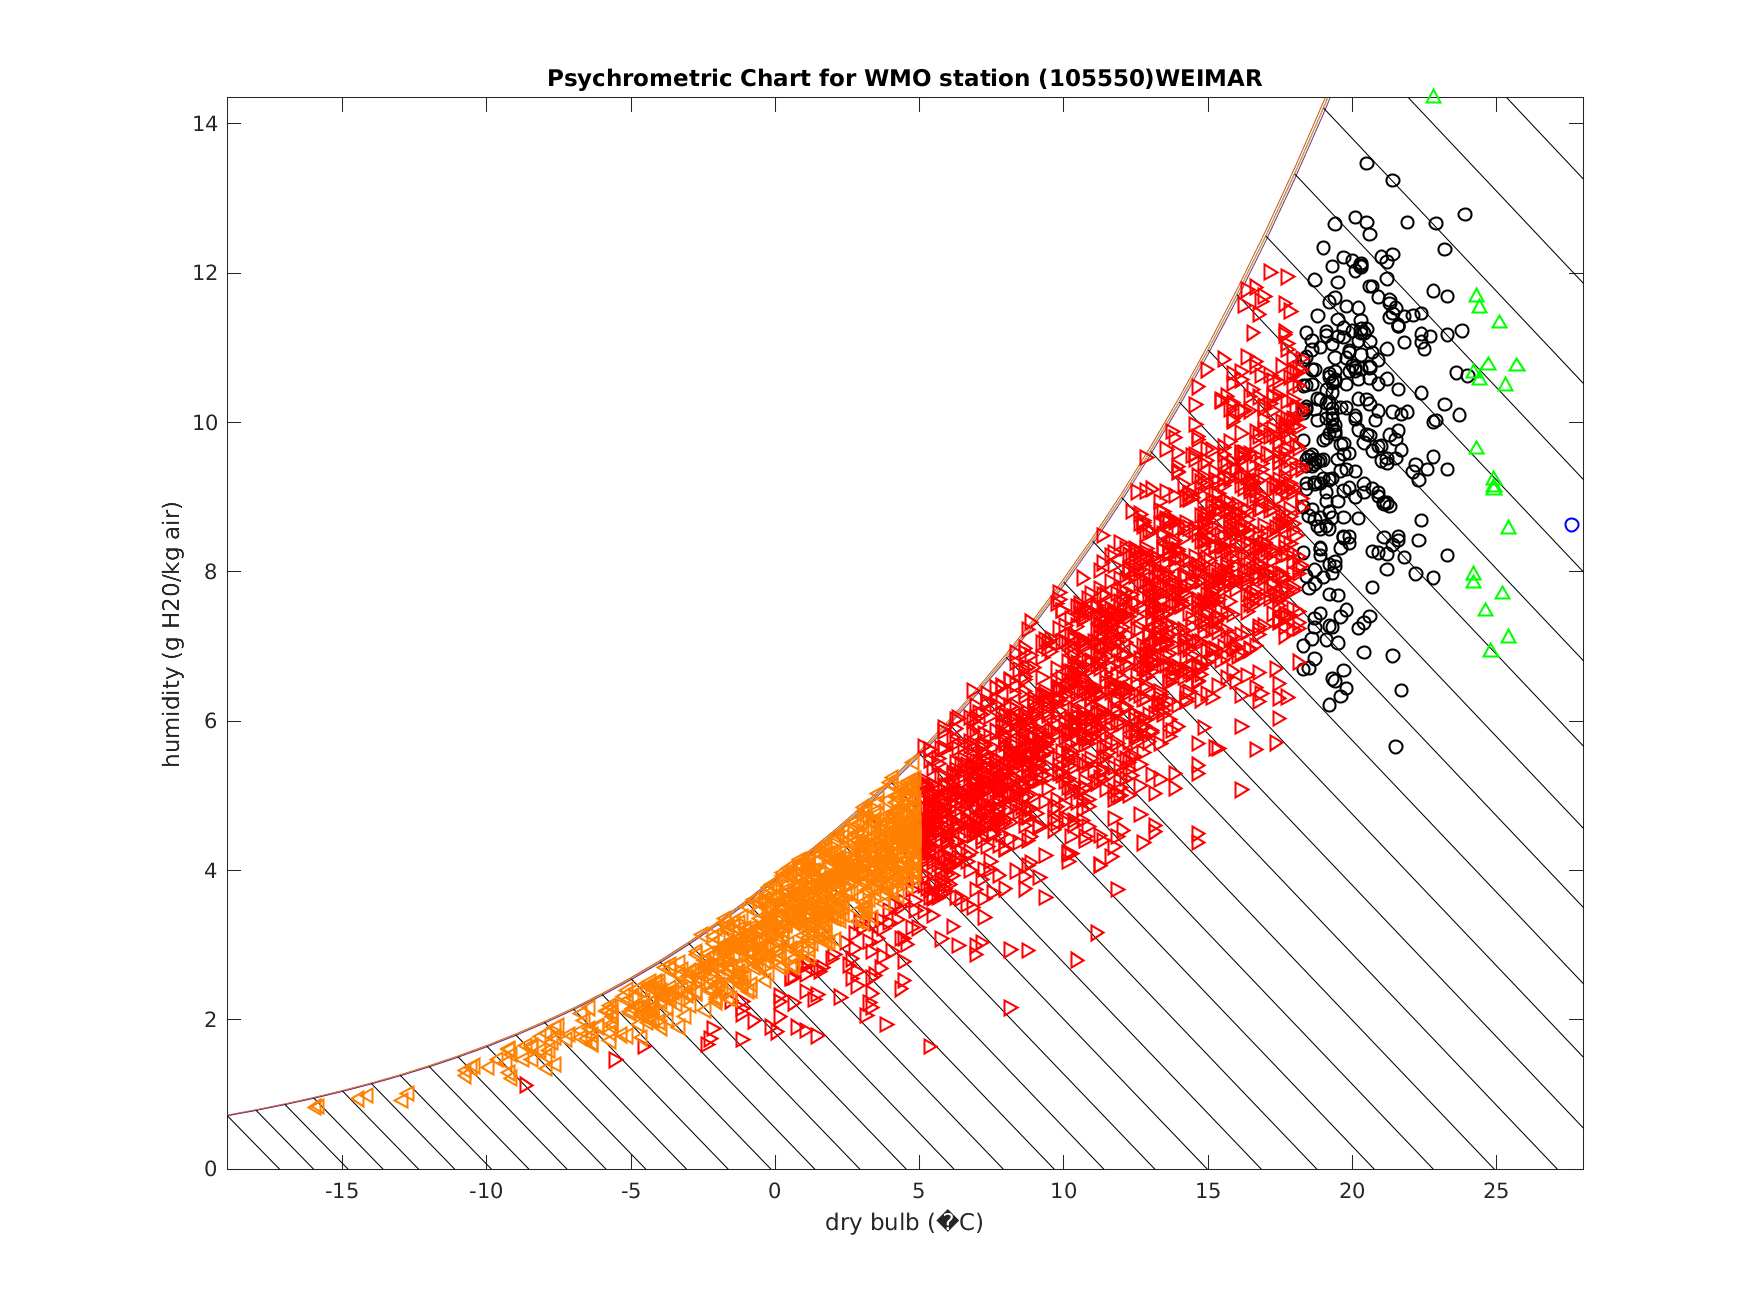 Psychrometric Chart for WMO station (105550)WEIMAR
14
12
10
8
6
4
2
0
humidity (g H20/kg air)
-15 -10 -5 0 5 10 15 20 25
dry bulb (�C)